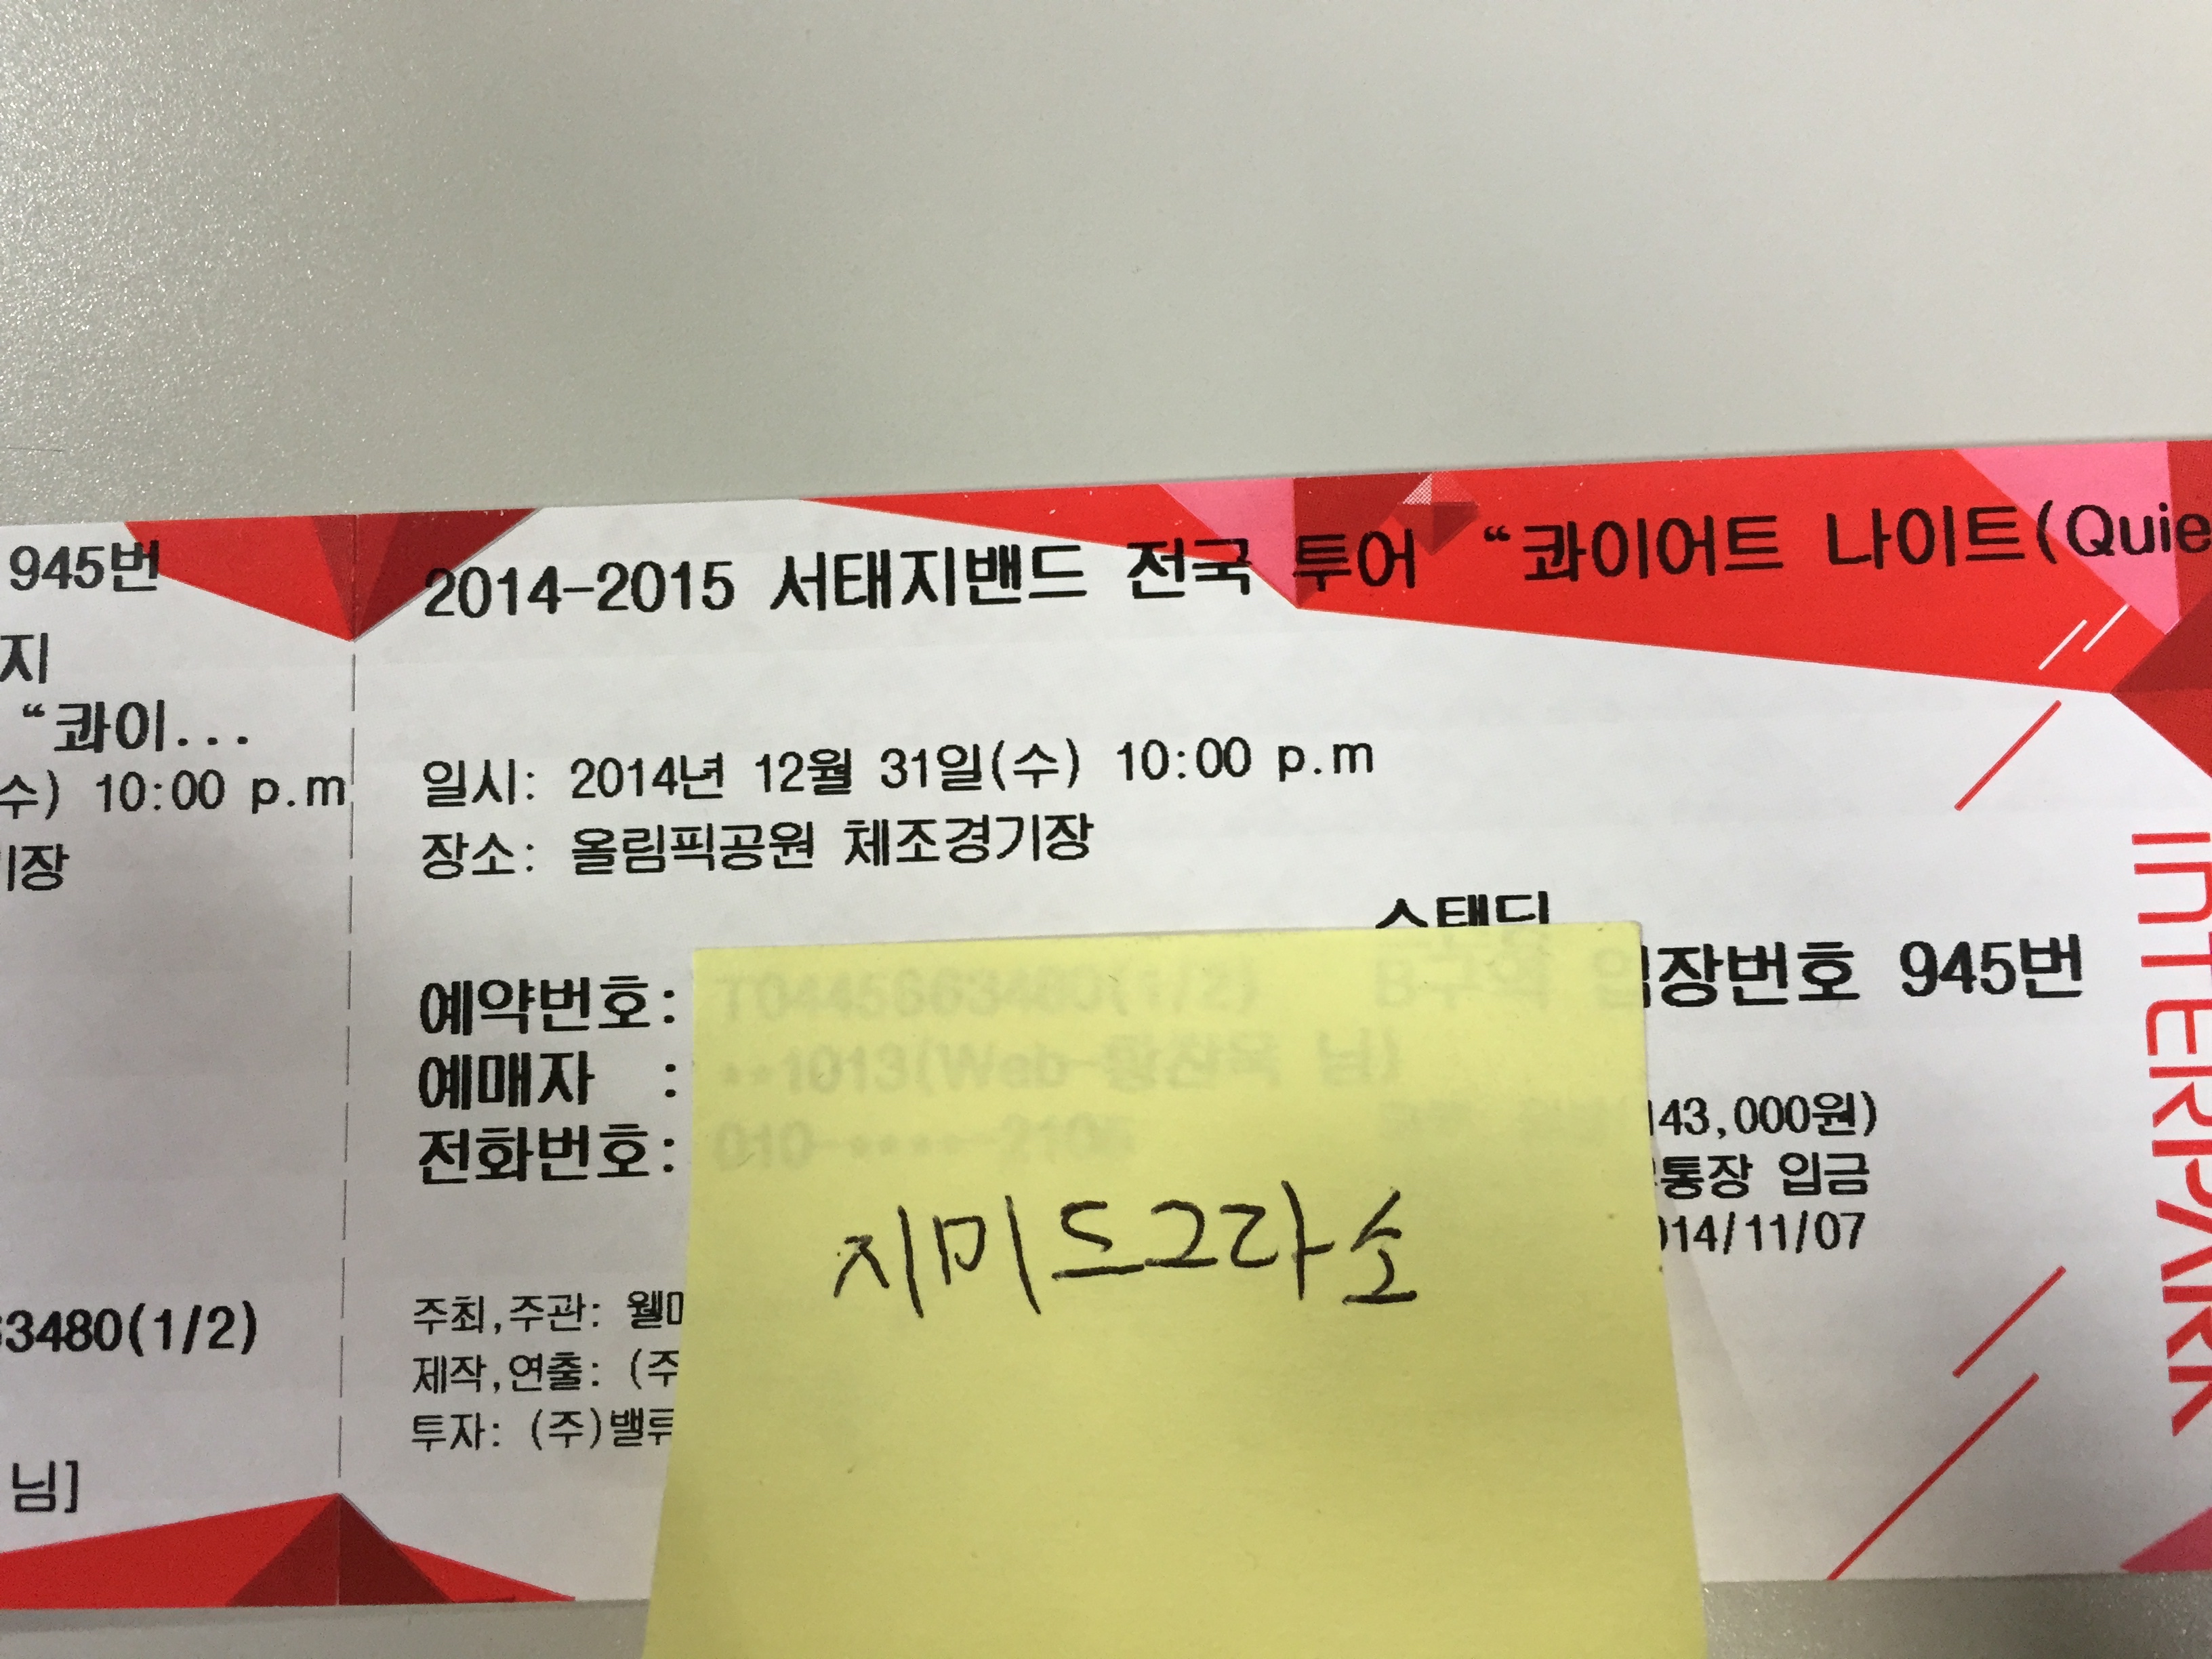 945번
지
“콰이...
수) 10:00 p.m
기장
3480(1/2)
님]
2014-2015 서태지밴드 전국 투어 “콰이어트 나이트(Quie
일시: 2014년 12월 31일(수) 10:00 p.m
장소: 올림픽공원 체조경기장
스탠딩
예약번호:
장번호 945번
예매자 :
전화번호:
43,000원)
통장 입금
014/11/07
주최,주관: 웰
제작,연출: (주
투자: (주)밸류
지미드그라소
INTERPARK